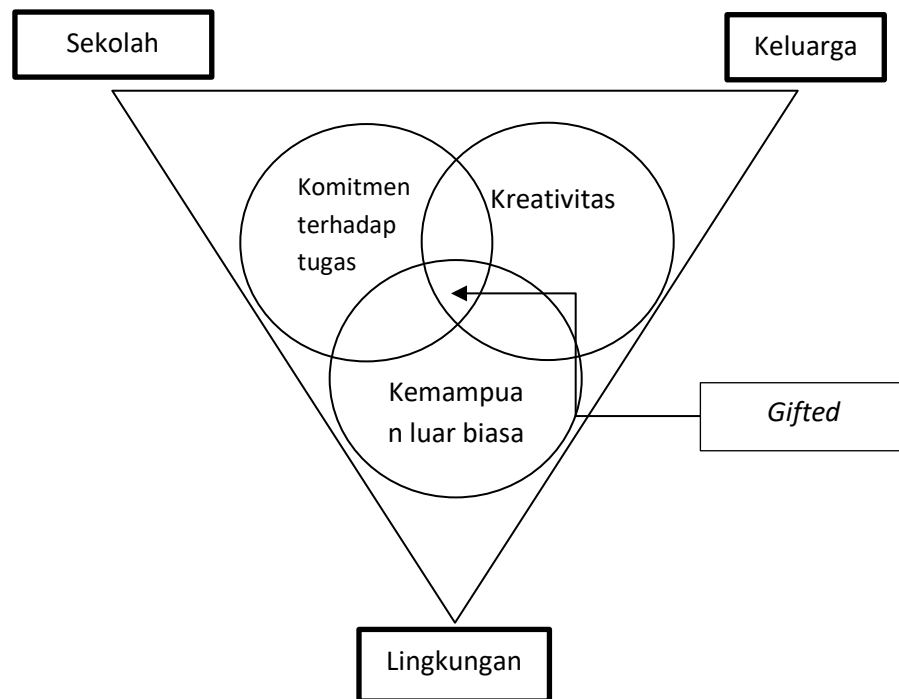 Sekolah
Keluarga
Komitmen
terhadap
tugas
Kreativitas
Kemampua
n luar biasa
Gifted
Lingkungan